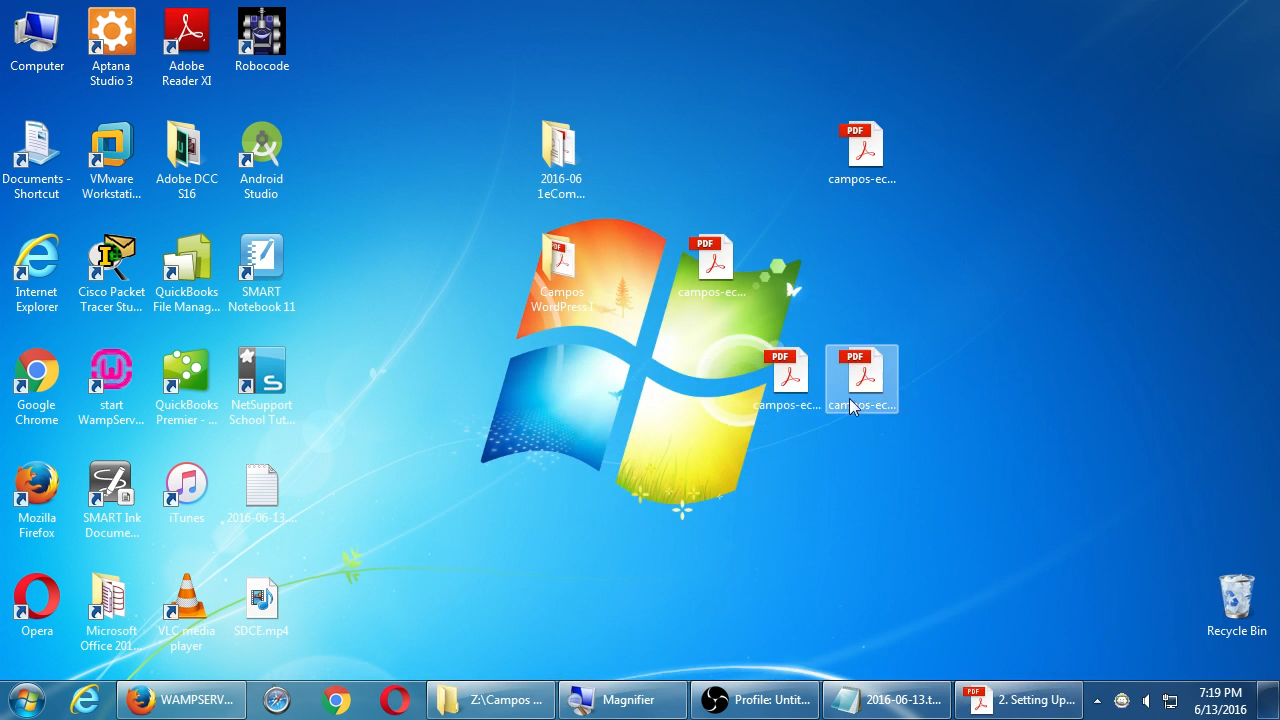 Computer
Aptana
Studio 3
Adobe
Reader XI
Robocode
Documents -
Shortcut
VMware
Workstati...
Adobe DCC
S16
Android
Studio
2016-06
1eCom...
PDF
campos-ec...
Internet
Explorer
Cisco Packet
Tracer Stu...
QuickBooks
File Manag...
SMART
Notebook 11
Campos
WordPress I
PDF
campos-ec...
Google
Chrome
start
WampServ...
QuickBooks
Premier - ...
NetSupport
School Tut...
PDF
campos-ec...
PDF
campos-ec...
Mozilla
Firefox
SMART Ink
Docume...
iTunes
2016-06-13....
Opera
Microsoft
Office 201...
VLC media
player
SDCE.mp4
Recycle Bin
WAMPSERV...
Z:\Campos ...
Magnifier
Profile: Untit...
2016-06-13.t...
PDF
2. Setting Up...
7:19 PM
6/13/2016